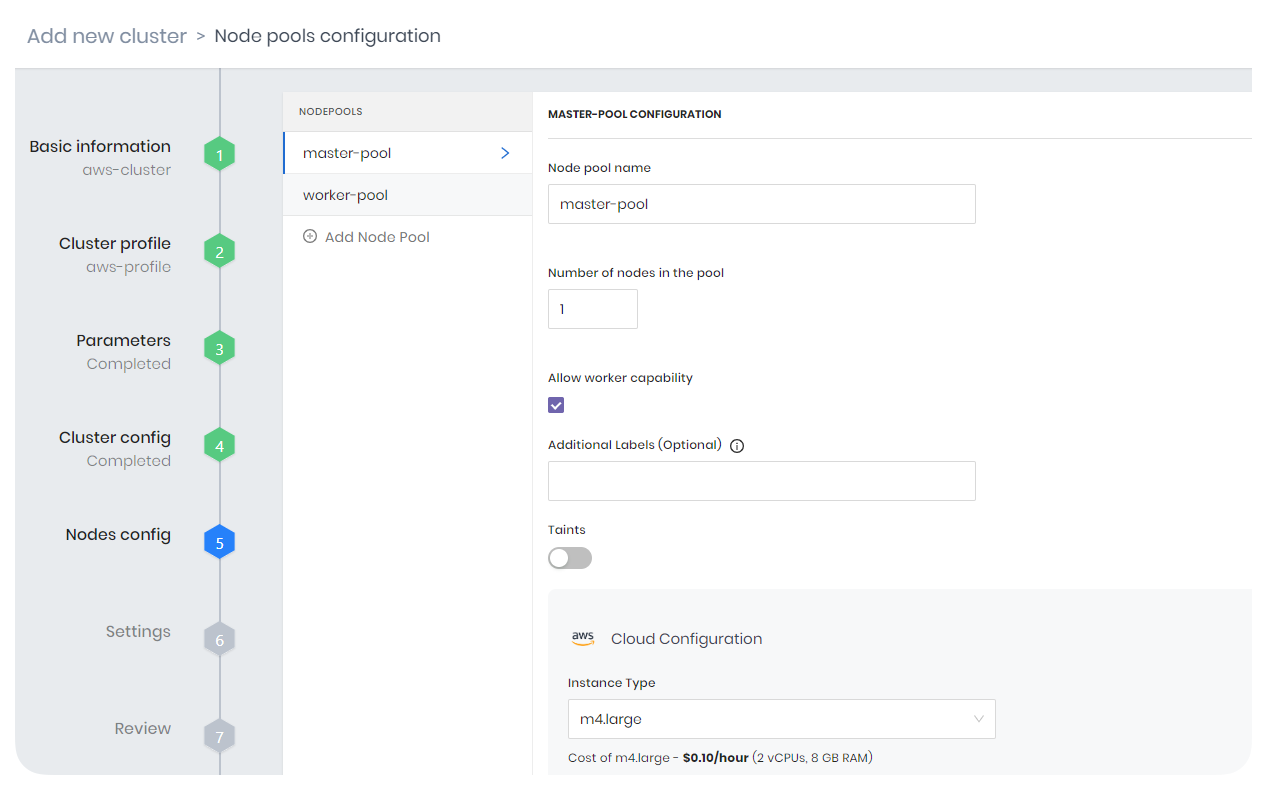 Add new cluster > Node pools configuration
Basic information
aws-cluster
1
Cluster profile
aws-profile
2
Parameters
Completed
3
Cluster config
Completed
4
Nodes config
5
Settings
6
Review
7
NODEPOOLS
master-pool
worker-pool
Add Node Pool
MASTER-POOL CONFIGURATION
Node pool name
master-pool
Number of nodes in the pool
1
Allow worker capability
Additional Labels (Optional)
Taints
aws Cloud Configuration
Instance Type
m4.large
Cost of m4.large - $0.10/hour (2 vCPUs, 8 GB RAM)